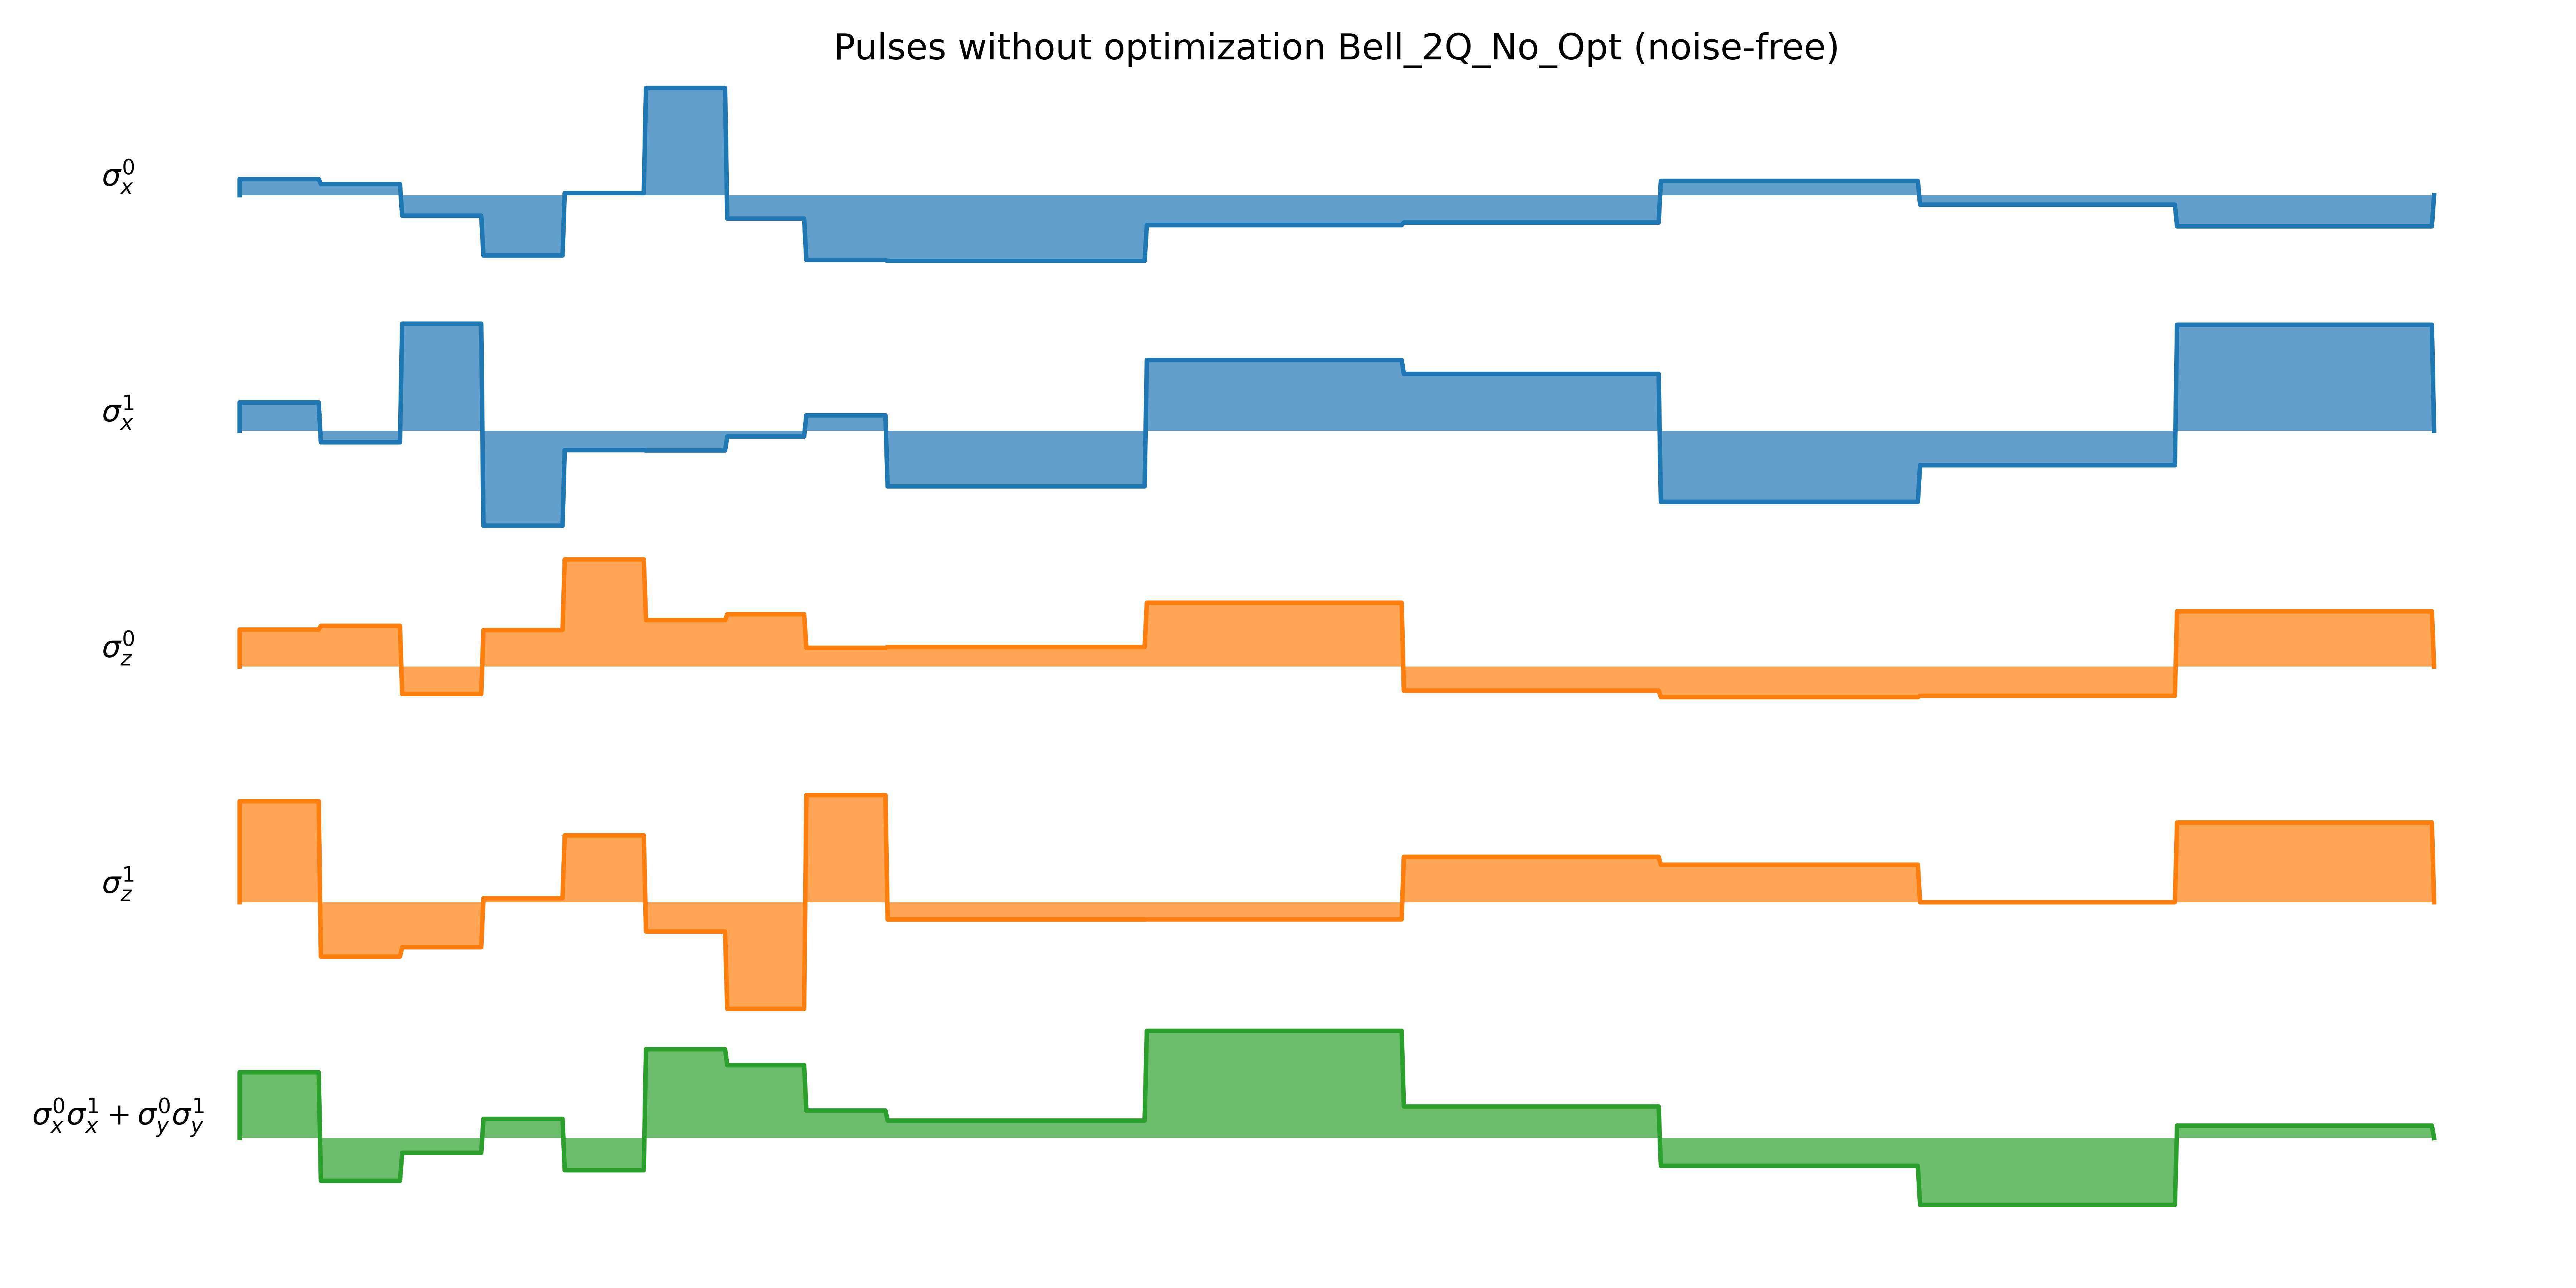 Pulses without optimization Bell_2Q_No_Opt (noise-free)
σ_x^0
σ_x^1
σ_z^0
σ_z^1
σ_x^0σ_x^1 + σ_y^0σ_y^1